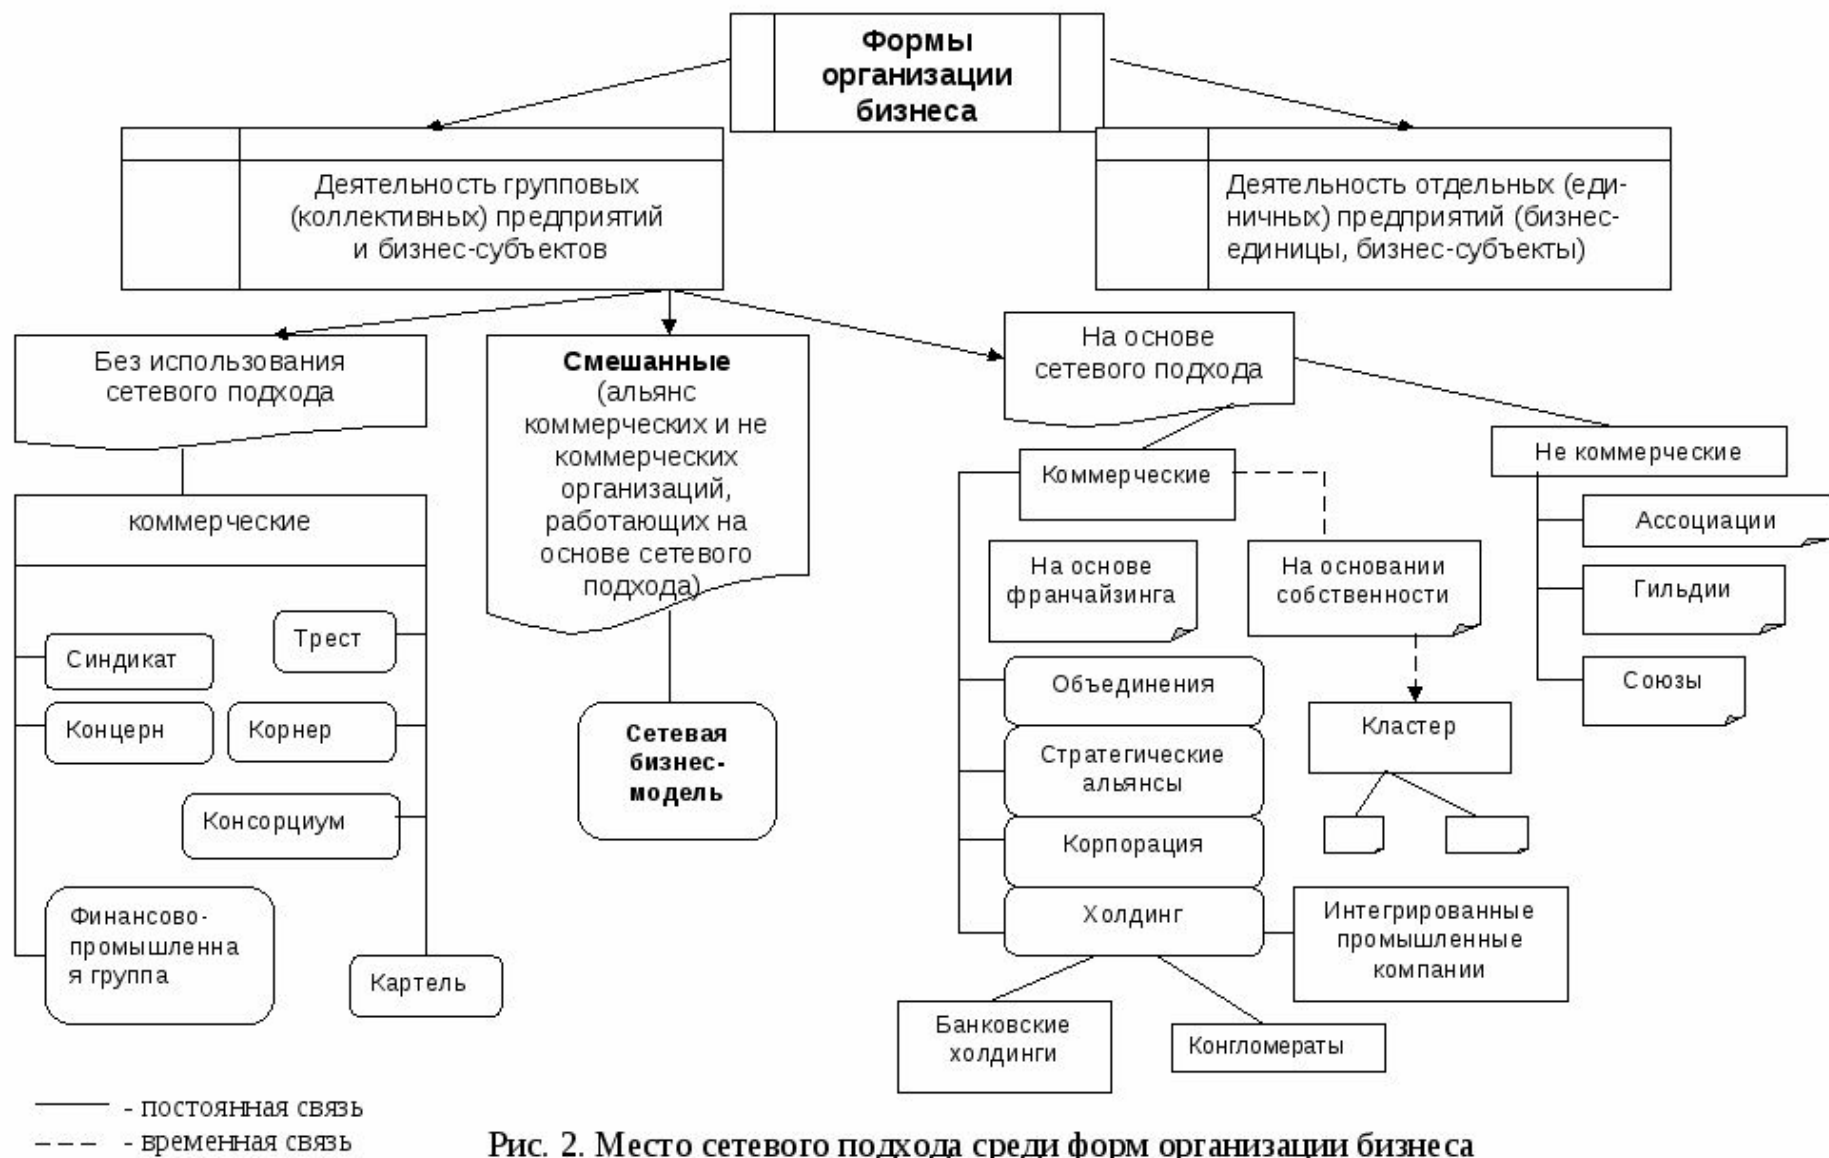 Формы
организации
бизнеса
Деятельность групповых
(коллективных) предприятий
и бизнес-субъектов
Деятельность отдельных (еди-
ничных) предприятий (бизнес-
единицы, бизнес-субъекты)
Без использования
сетевого подхода
Смешанные
(альянс
коммерческих и не
коммерческих
организаций,
работающих на
основе сетевого
подхода)
На основе
сетевого подхода
коммерческие
Синдикат
Трест
Концерн
Корнер
Консорциум
Финансово-
промышленна
я группа
Картель
Сетевая
бизнес-
модель
Коммерческие
На основе
франчайзинга
На основании
собственности
Объединения
Стратегические
альянсы
Корпорация
Холдинг
Кластер
Интегрированные
промышленные
компании
Банковские
холдинги
Конгломераты
Не коммерческие
Ассоциации
Гильдии
Союзы
- постоянная связь
- временная связь
Рис. 2. Место сетевого подхода среди форм организации бизнеса